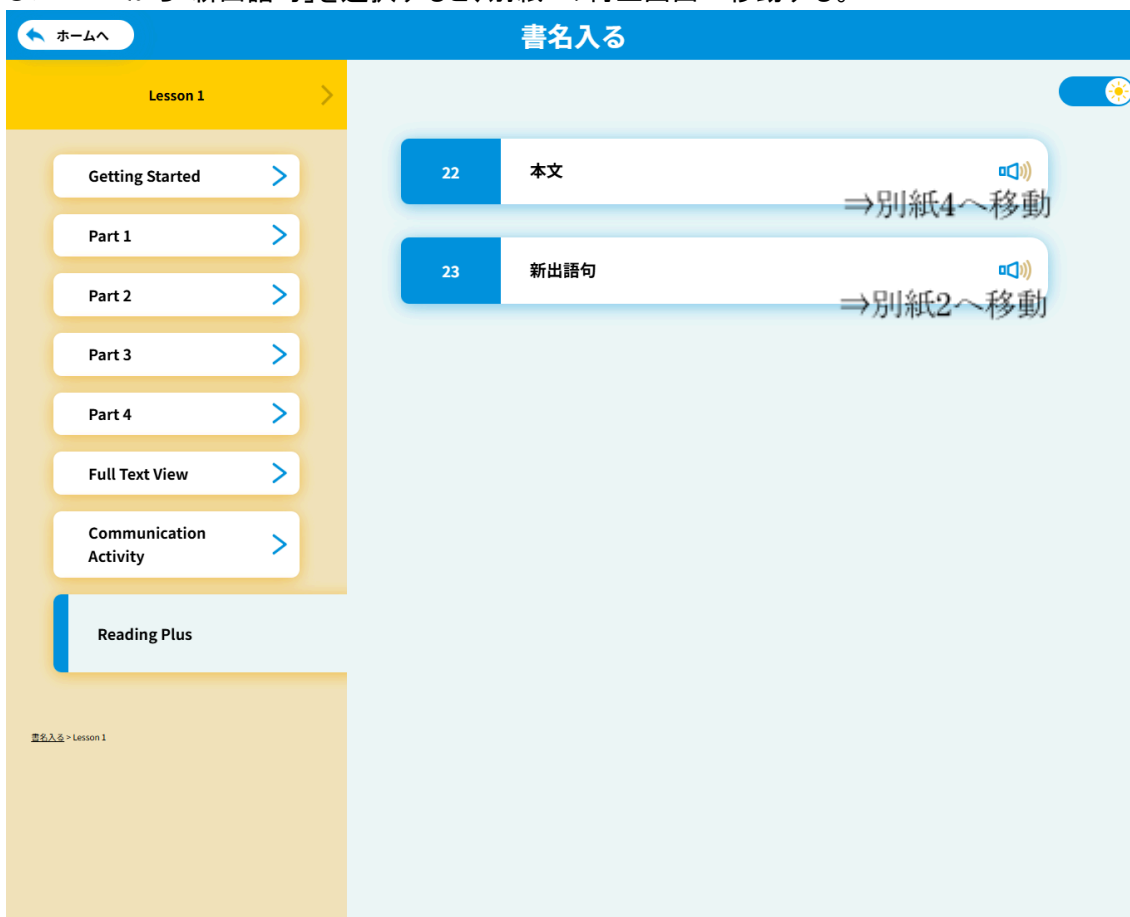 ホームへ
書名入る
Lesson 1
Getting Started
Part 1
Part 2
Part 3
Part 4
Full Text View
Communication
Activity
Reading Plus
書名入る > Lesson 1
22 本文
⇒別紙4へ移動
23 新出語句
⇒別紙2へ移動